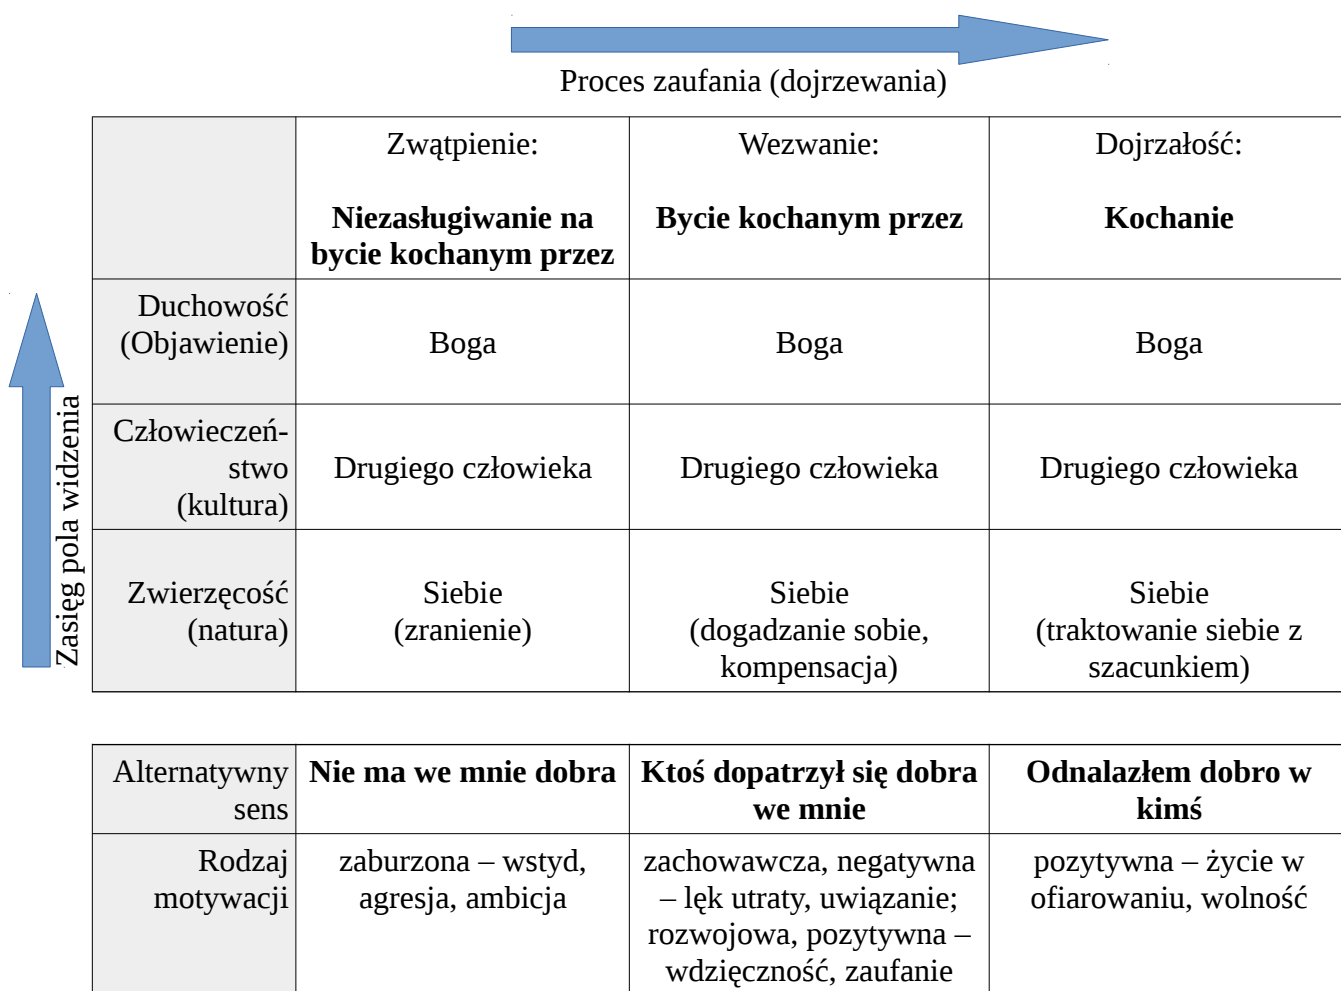 Proces zaufania (dojrzewania)
Zwątpienie:
Niezasługiwanie na
bycie kochanym przez
Wezwanie:
Bycie kochanym przez
Dojrzałość:
Kochanie
Zasięg pola widzenia
Duchowość
(Objawienie)
Boga
Boga
Boga
Człowieczeń-
stwo
(kultura)
Drugiego człowieka
Drugiego człowieka
Drugiego człowieka
Zwierzęcość
(natura)
Siebie
(zranienie)
Siebie
(dogadzanie sobie,
kompensacja)
Siebie
(traktowanie siebie z
szacunkiem)
Alternatywny
sens
Nie ma we mnie dobra
Ktoś dopatrzył się dobra
we mnie
Odnalazłem dobro w
kimś
Rodzaj
motywacji
zaburzona – wstyd,
agresja, ambicja
zachowawcza, negatywna
– lęk utraty, uwiązanie;
rozwojowa, pozytywna –
wdzięczność, zaufanie
pozytywna – życie w
ofiarowaniu, wolność